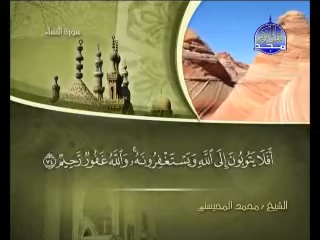 سورة النساء
أَفَلَا يَتُوبُونَ إِلَى ٱللَّهِ وَيَسْتَغْفِرُونَهُۥ ۚ وَٱللَّهُ غَفُورٌ رَّحِيمٌ ﴿٧٤﴾
الشيخ / محمد المحيسني